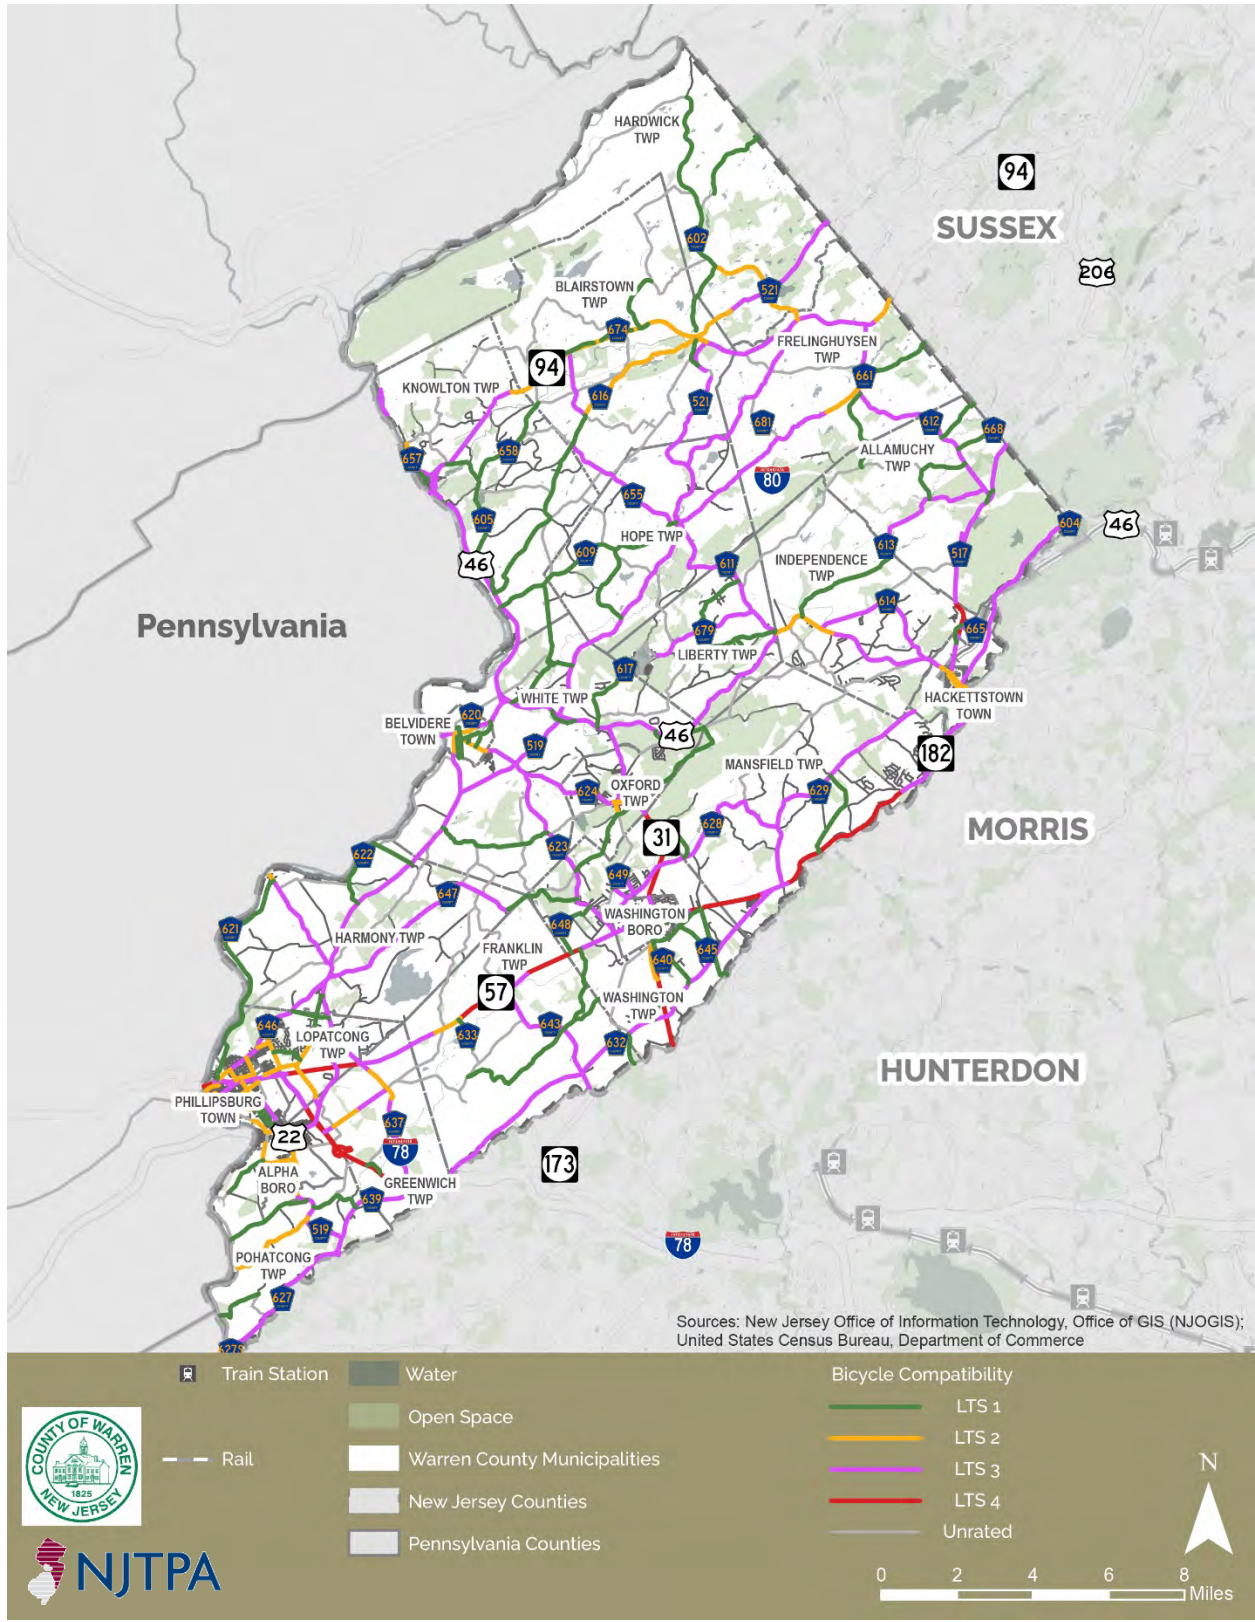 HARDWICK
TWP
94
SUSSEX
602
206
BLAIRSTOWN
TWP
521
674
FRELINGHUYSEN
TWP
94
KNOWLTON TWP
661
616
521
681
612
668
657
658
ALLAMUCHY
TWP
INTERSTATE
80
655
605
604
46
HOPE TWP
609
613
517
46
611
INDEPENDENCE
TWP
614
Pennsylvania
679
665
LIBERTY TWP
617
WHITE TWP
HACKETTSTOWN
TOWN
620
BELVIDERE
TOWN
519
46
182
MANSFIELD TWP
OXFORD
TWP
624
629
31
628
MORRIS
622
623
649
647
WASHINGTON
BORO
621
648
HARMONY TWP
FRANKLIN
TWP
645
640
57
WASHINGTON
TWP
646
LOPATCONG
TWP
633
643
632
HUNTERDON
PHILLIPSBURG
TOWN
22
637
INTERSTATE
78
173
ALPHA
BORO
GREENWICH
TWP
639
519
INTERSTATE
78
POHATCONG
TWP
627
Sources: New Jersey Office of Information Technology, Office of GIS (NJOGIS);
United States Census Bureau, Department of Commerce
Train Station
Water
Bicycle Compatibility
Open Space
LTS 1
LTS 2
Rail
Warren County Municipalities
LTS 3
New Jersey Counties
LTS 4
Pennsylvania Counties
Unrated
COUNTY OF WARREN
1825
NEW JERSEY
NJTPA
N
0 2 4 6 8
Miles